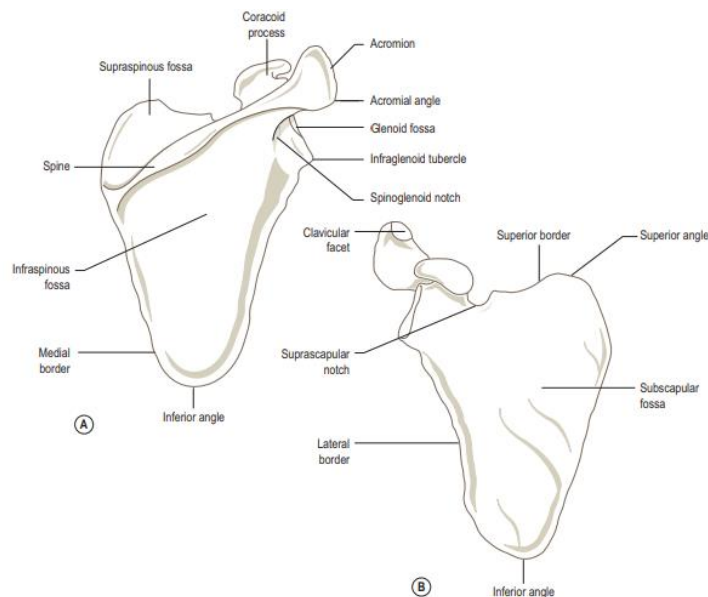 Coracoid
process
Acromion
Supraspinous fossa
Acromial angle
Glenoid fossa
Spine
Infraglenoid tubercle
Spinoglenoid notch
Infraspinous
fossa
Medial
border
Inferior angle
A
Clavicular
facet
Superior border
Superior angle
Suprascapular
notch
Subscapular
fossa
Lateral
border
B
Inferior angle